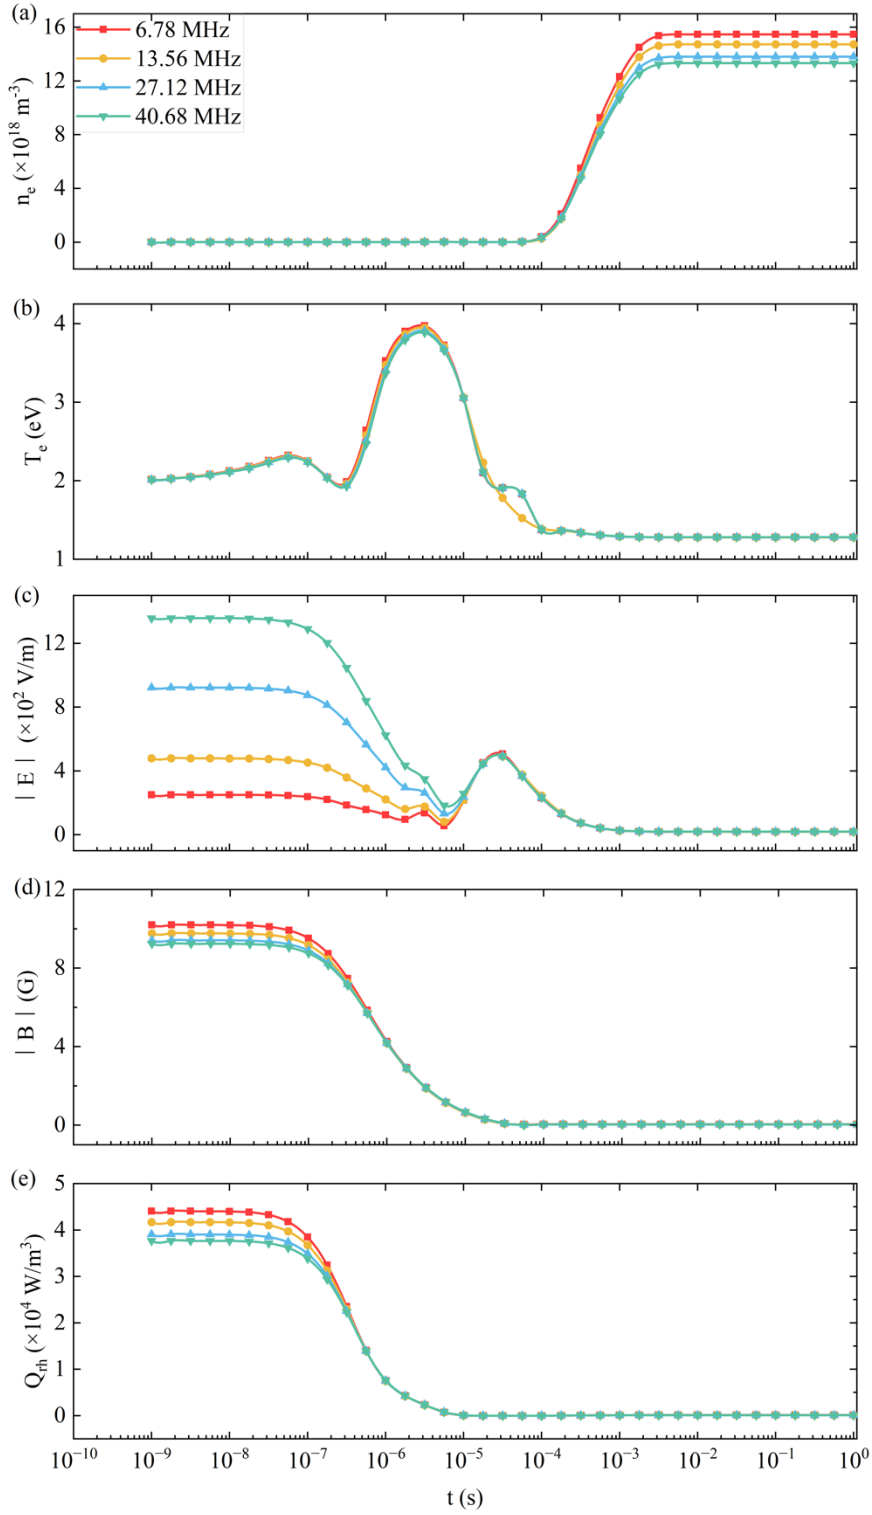 (a)
6.78 MHz
13.56 MHz
27.12 MHz
40.68 MHz
16
12
8
4
0
nₑ (×10¹⁸ m⁻³)
(b)
4
3
2
1
Tₑ (eV)
(c)
12
8
4
0
| E | (×10² V/m)
(d)
12
8
4
0
| B | (G)
(e)
5
4
3
2
1
0
Qᵣₕ (×10⁴ W/m³)
10⁻¹⁰ 10⁻⁹ 10⁻⁸ 10⁻⁷ 10⁻⁶ 10⁻⁵ 10⁻⁴ 10⁻³ 10⁻² 10⁻¹ 10⁰
t (s)